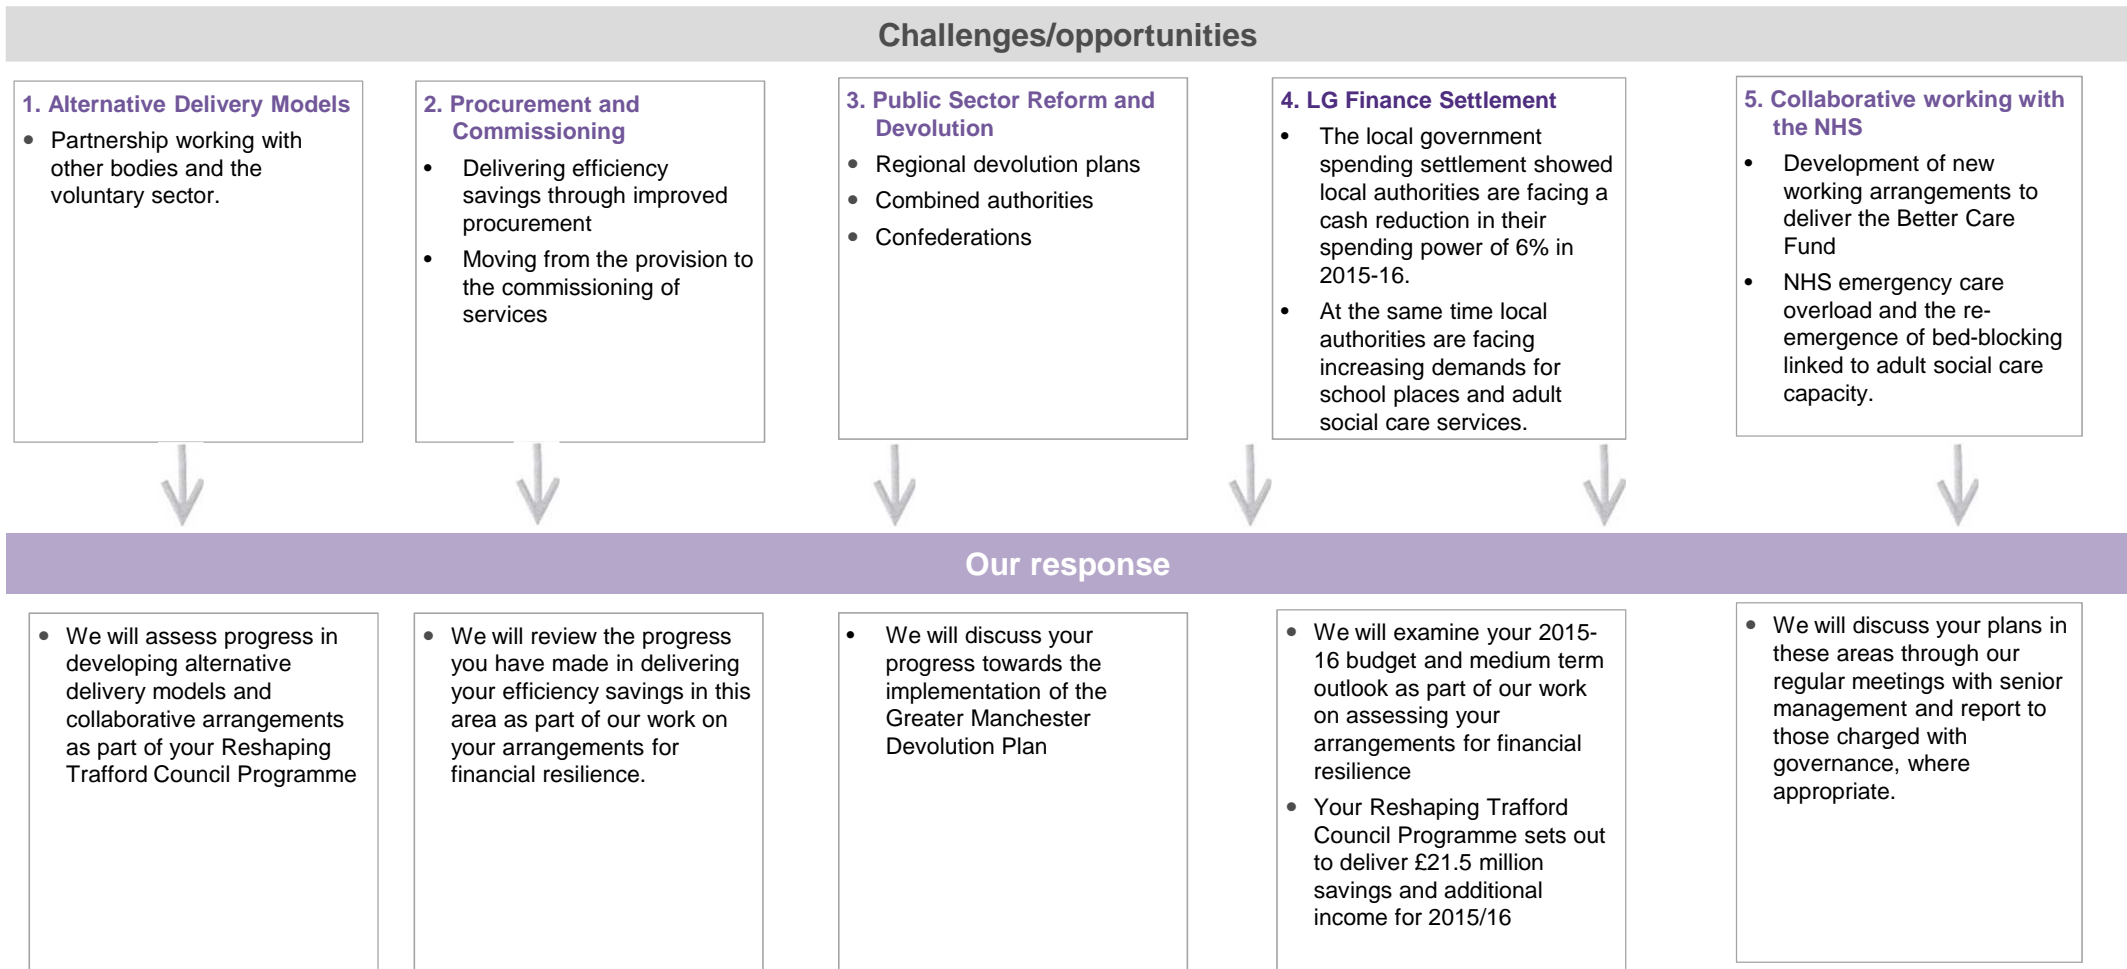 Challenges/opportunities
1. Alternative Delivery Models
• Partnership working with
other bodies and the
voluntary sector.
2. Procurement and
Commissioning
• Delivering efficiency
savings through improved
procurement
• Moving from the provision to
the commissioning of
services
3. Public Sector Reform and
Devolution
• Regional devolution plans
• Combined authorities
• Confederations
4. LG Finance Settlement
• The local government
spending settlement showed
local authorities are facing a
cash reduction in their
spending power of 6% in
2015-16.
• At the same time local
authorities are facing
increasing demands for
school places and adult
social care services.
5. Collaborative working with
the NHS
• Development of new
working arrangements to
deliver the Better Care
Fund
• NHS emergency care
overload and the re-
emergence of bed-blocking
linked to adult social care
capacity.
Our response
• We will assess progress in
developing alternative
delivery models and
collaborative arrangements
as part of your Reshaping
Trafford Council Programme
• We will review the progress
you have made in delivering
your efficiency savings in this
area as part of our work on
your arrangements for
financial resilience.
• We will discuss your
progress towards the
implementation of the
Greater Manchester
Devolution Plan
• We will examine your 2015-
16 budget and medium term
outlook as part of our work
on assessing your
arrangements for financial
resilience
• Your Reshaping Trafford
Council Programme sets out
to deliver £21.5 million
savings and additional
income for 2015/16
• We will discuss your plans in
these areas through our
regular meetings with senior
management and report to
those charged with
governance, where
appropriate.